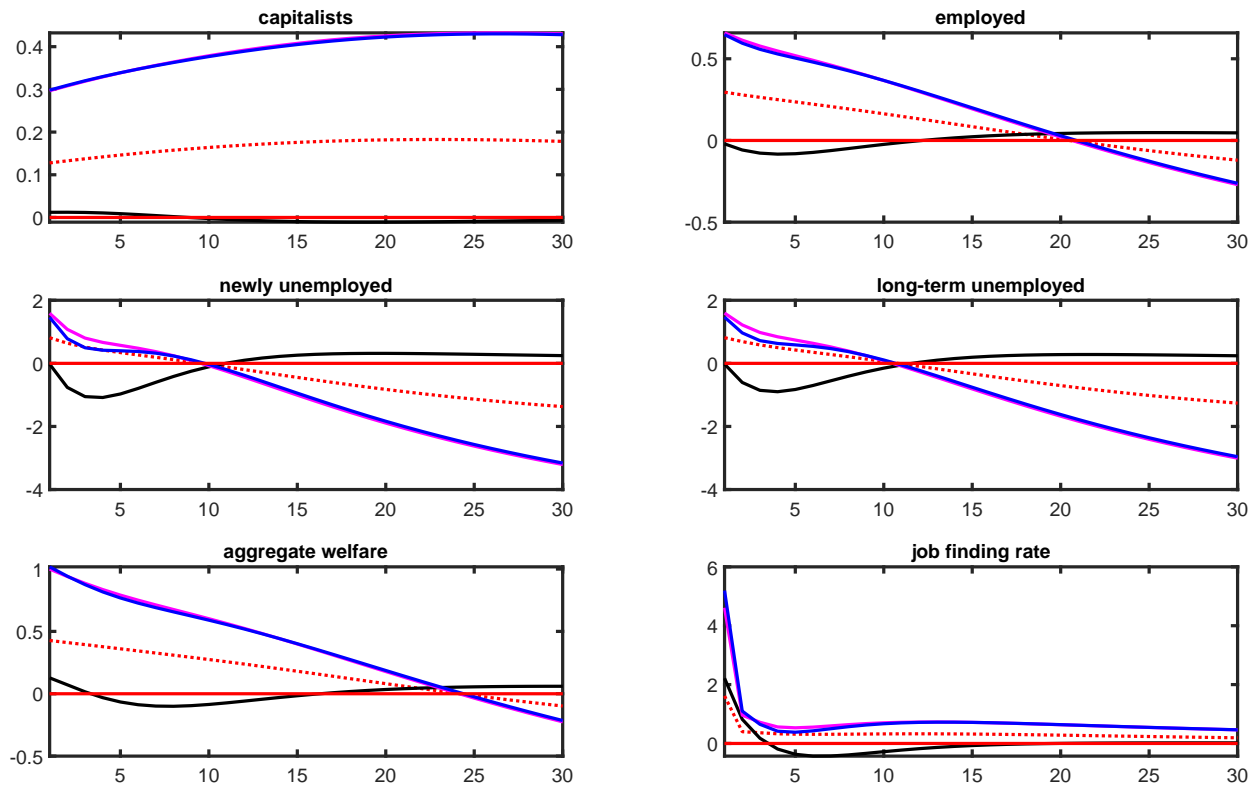 capitalists
0.4
0.3
0.2
0.1
0
5 10 15 20 25 30
employed
0.5
0
-0.5
5 10 15 20 25 30
newly unemployed
2
0
-2
-4
5 10 15 20 25 30
long-term unemployed
2
0
-2
-4
5 10 15 20 25 30
aggregate welfare
1
0.5
0
-0.5
5 10 15 20 25 30
job finding rate
6
4
2
0
5 10 15 20 25 30